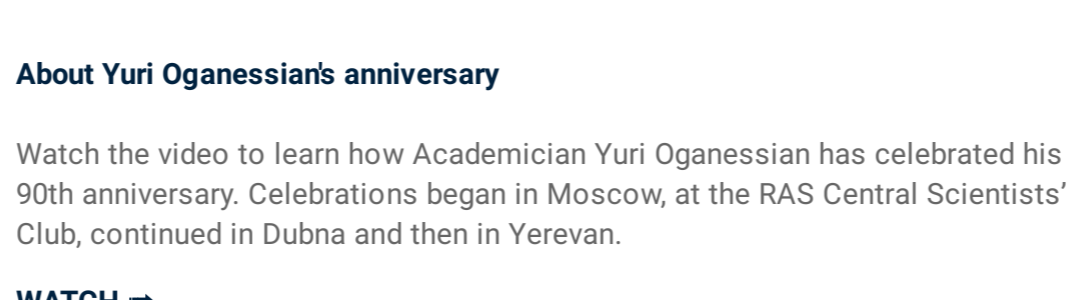 About Yuri Oganessian's anniversary
Watch the video to learn how Academician Yuri Oganessian has celebrated his
90th anniversary. Celebrations began in Moscow, at the RAS Central Scientists’
Club, continued in Dubna and then in Yerevan.
WATCH →